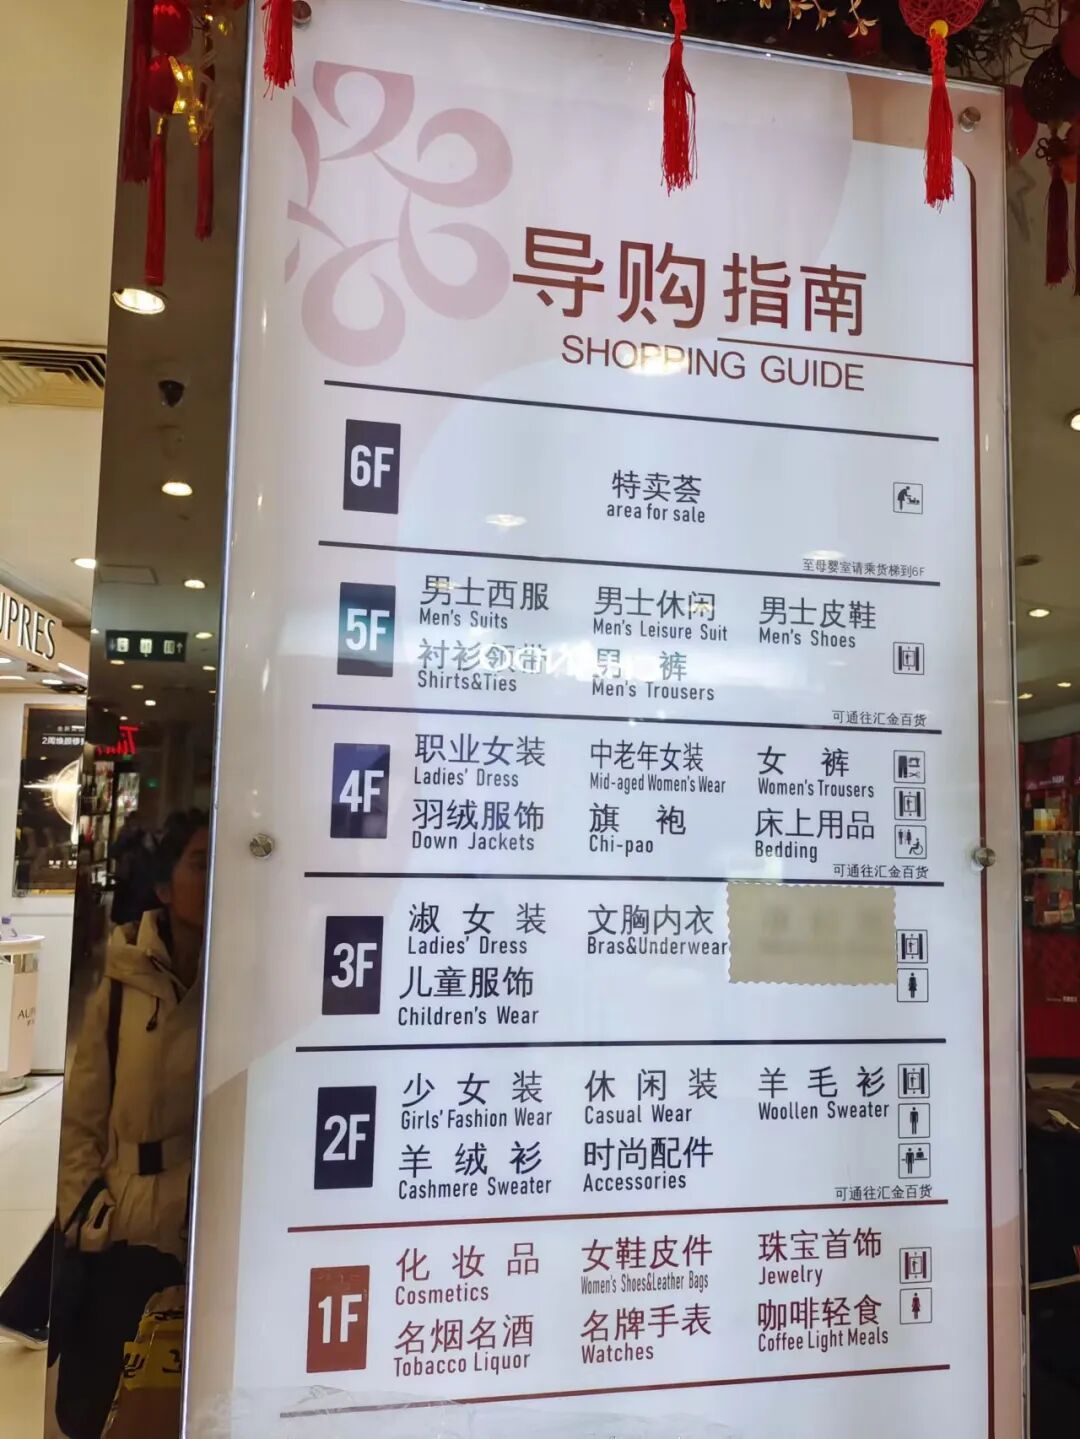 导购指南
SHOPPING GUIDE
6F
特卖荟
area for sale
至母婴室请乘货梯到6F
5F
男士西服 男士休闲 男士皮鞋
Men's Suits Men's Leisure Suit Men's Shoes
衬衫领带 男 裤
Shirts&Ties Men's Trousers
可通往汇金百货
4F
职业女装 中老年女装 女 裤
Ladies' Dress Mid-aged Women's Wear Women's Trousers
羽绒服饰 旗 袍 床上用品
Down Jackets Chi-pao Bedding
可通往汇金百货
3F
淑 女 装 文胸内衣
Ladies' Dress Bras&Underwear
儿童服饰
Children's Wear
2F
少 女 装 休 闲 装 羊 毛 衫
Girls' Fashion Wear Casual Wear Woollen Sweater
羊 绒 衫 时尚配件
Cashmere Sweater Accessories
可通往汇金百货
1F
化 妆 品 女鞋皮件 珠宝首饰
Cosmetics Women's Shoes&Leather Bags Jewelry
名烟名酒 名牌手表 咖啡轻食
Tobacco Liquor Watches Coffee Light Meals
UPRES